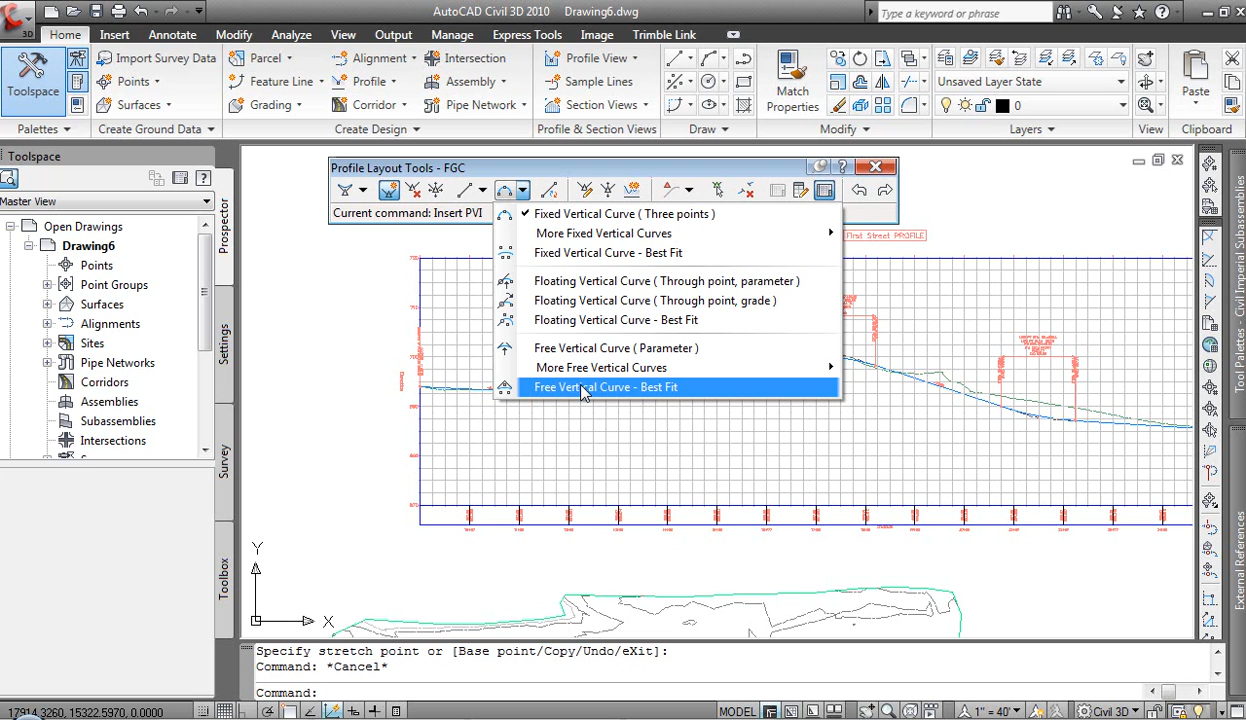 AutoCAD Civil 3D 2010 Drawing6.dwg
Type a keyword or phrase
3D
Home Insert Annotate Modify Analyze View Output Manage Express Tools Image Trimble Link
Toolspace
Import Survey Data
Points
Surfaces
Parcel
Feature Line
Grading
Alignment
Profile
Corridor
Intersection
Assembly
Pipe Network
Profile View
Sample Lines
Section Views
Match
Properties
Unsaved Layer State
0
Paste
Palettes
Create Ground Data
Create Design
Profile & Section Views
Draw
Modify
Layers
View
Clipboard
Toolspace
Master View
Open Drawings
Drawing6
Points
Point Groups
Surfaces
Alignments
Sites
Pipe Networks
Corridors
Assemblies
Subassemblies
Intersections
Prospector
Settings
Survey
Toolbox
Profile Layout Tools - FGC
Current command: Insert PVI
Fixed Vertical Curve ( Three points )
More Fixed Vertical Curves
Fixed Vertical Curve - Best Fit
Floating Vertical Curve ( Through point, parameter )
Floating Vertical Curve ( Through point, grade )
Floating Vertical Curve - Best Fit
Free Vertical Curve ( Parameter )
More Free Vertical Curves
Free Vertical Curve - Best Fit
First Street PROFILE
Y
X
Tool Palettes - Civil Imperial Subassemblies
External References
Specify stretch point or [Base point/Copy/Undo/eXit]:
Command: *Cancel*
Command:
17914.3260, 15322.5970, 0.0000
MODEL
1" = 40'
Civil 3D